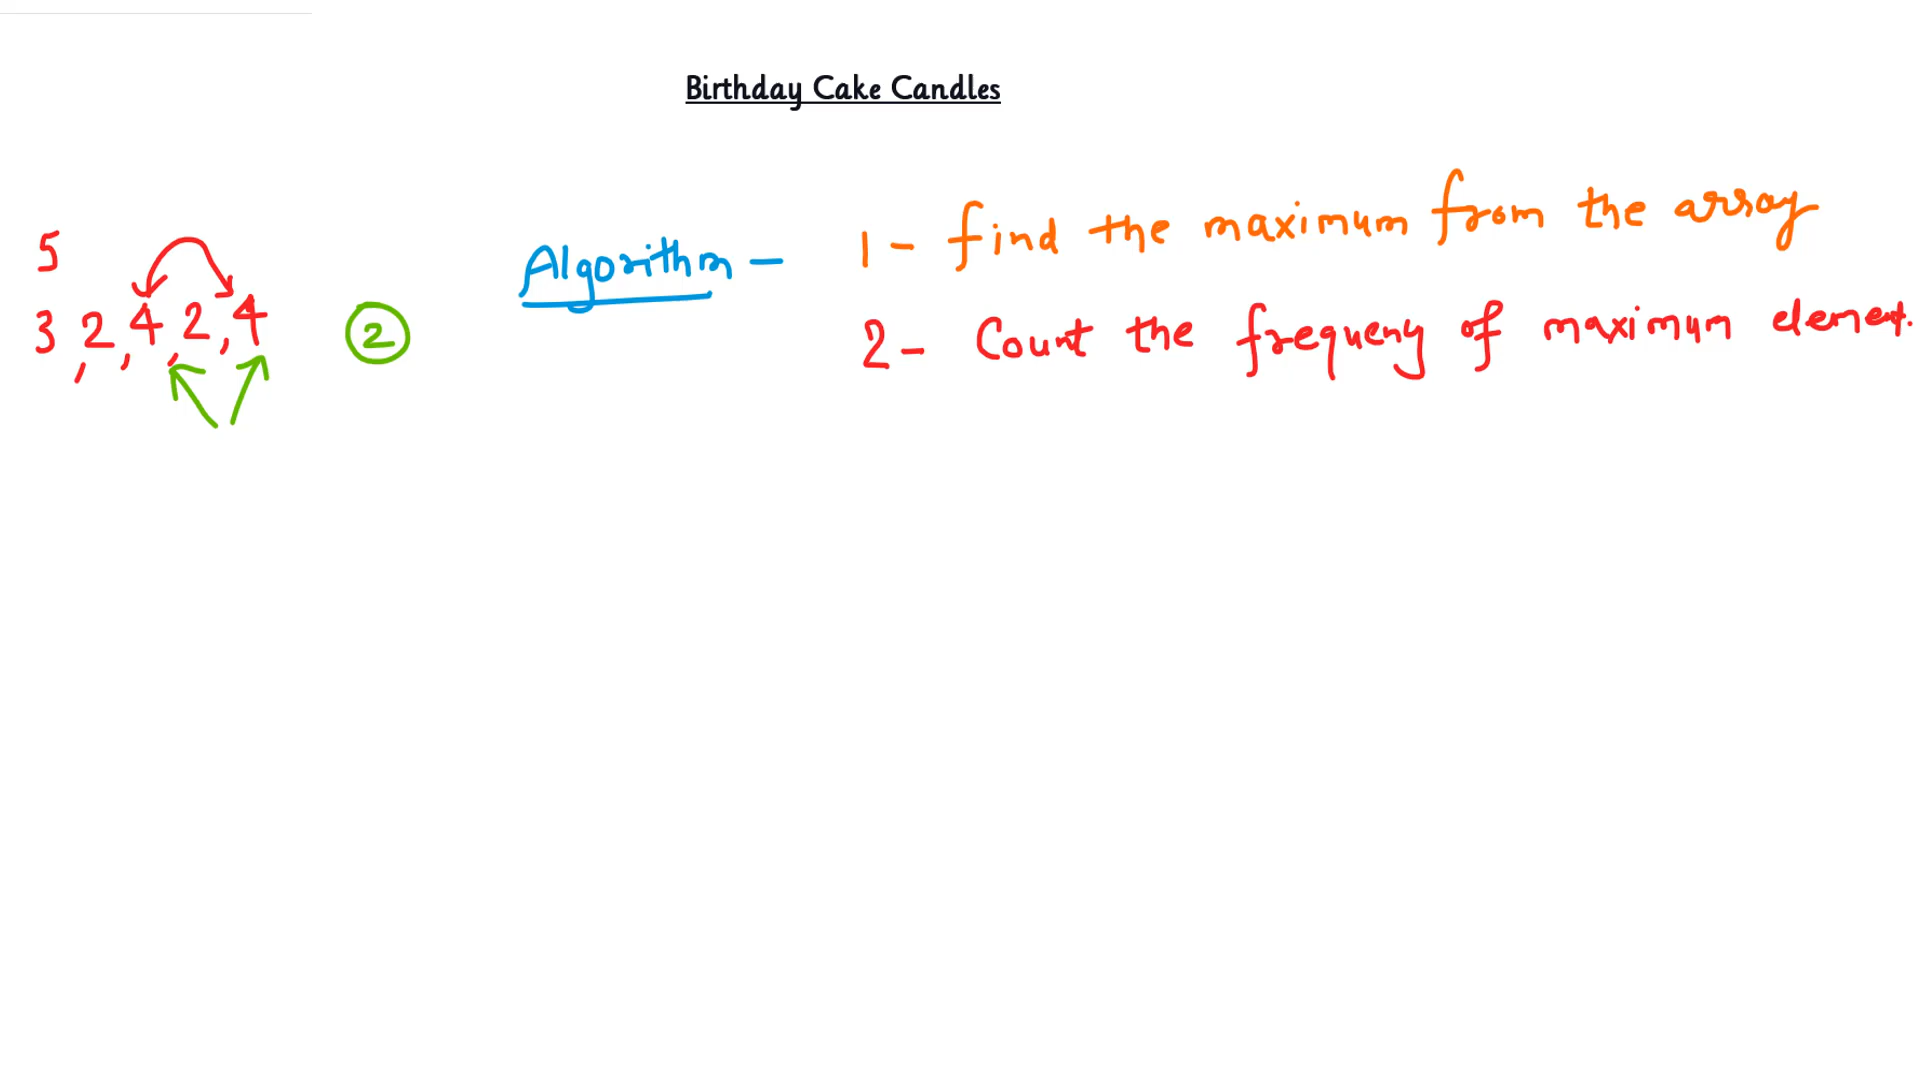 Birthday Cake Candles
5
3, 2, 4, 2, 4
2
Algorithm -
1 - find the maximum from the array
2 - Count the frequeny of maximum element.